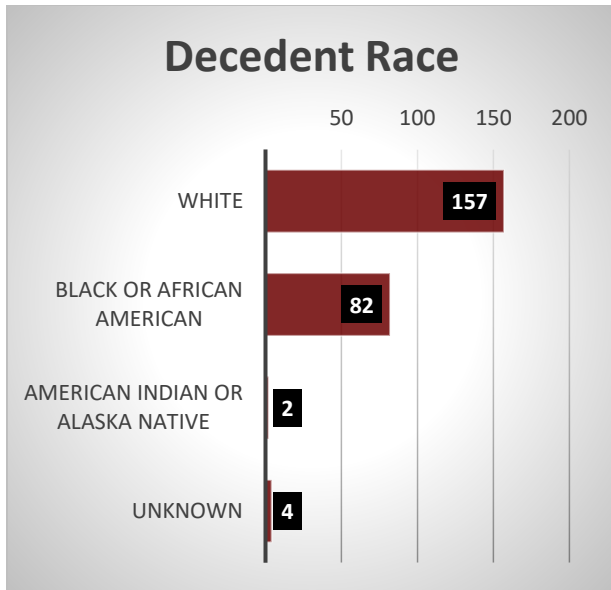 Decedent Race
50 100 150 200
WHITE
157
BLACK OR AFRICAN
AMERICAN
82
AMERICAN INDIAN OR
ALASKA NATIVE
2
UNKNOWN
4